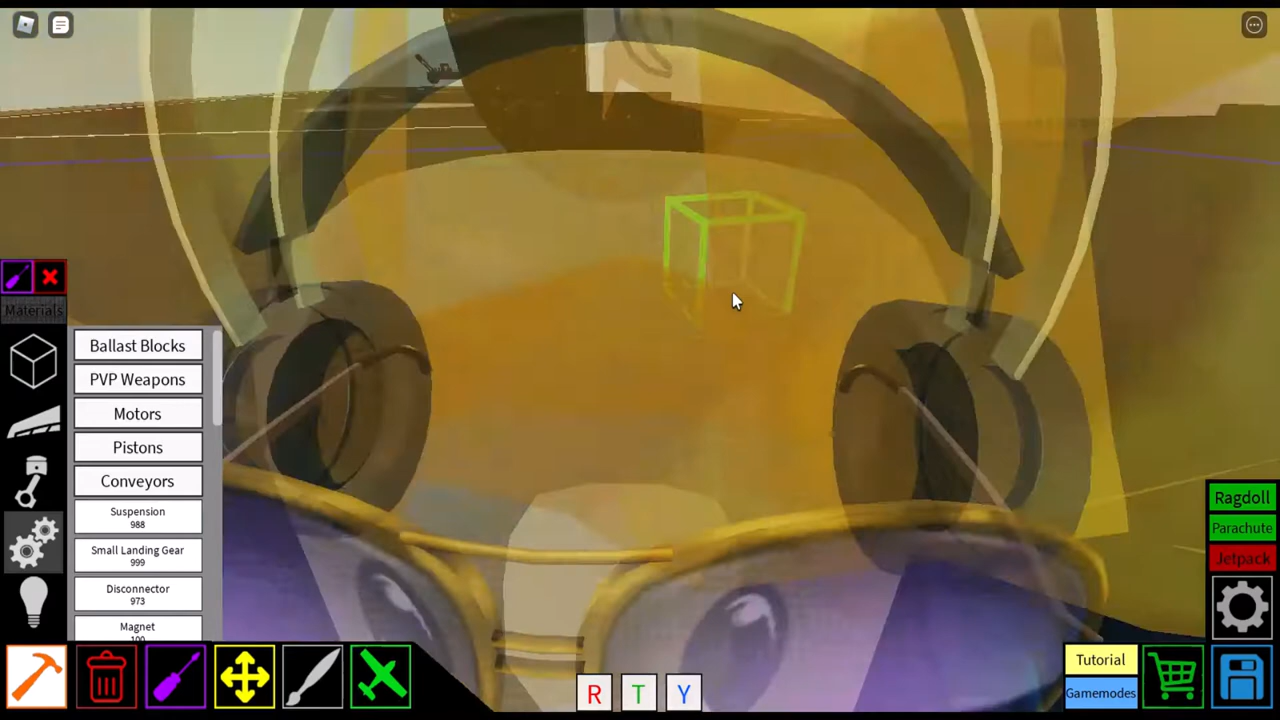 Materials
Ballast Blocks
PVP Weapons
Motors
Pistons
Conveyors
Suspension
988
Small Landing Gear
999
Disconnector
973
Magnet
100
Ragdoll
Parachute
Jetpack
Tutorial
Gamemodes
R T Y